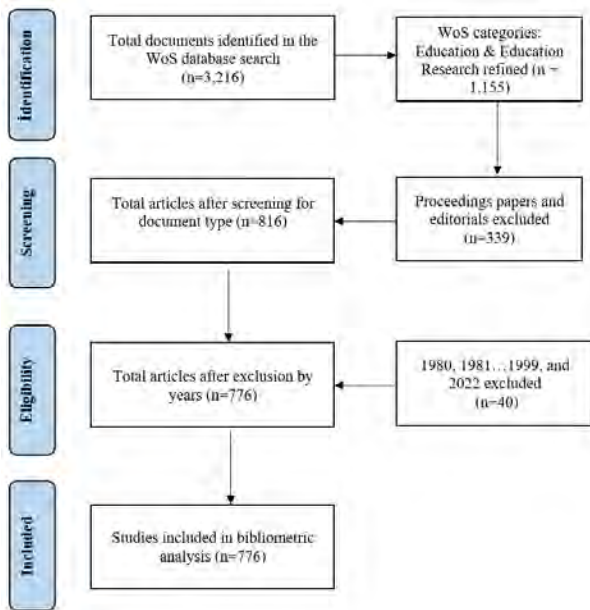 Identification
Total documents identified in the
WoS database search
(n=3,216)
WoS categories:
Education & Education
Research refined (n =
1,155)
Screening
Total articles after screening for
document type (n=816)
Proceedings papers and
editorials excluded
(n=339)
Eligibility
Total articles after exclusion by
years (n=776)
1980, 1981…1999, and
2022 excluded
(n=40)
Included
Studies included in bibliometric
analysis (n=776)